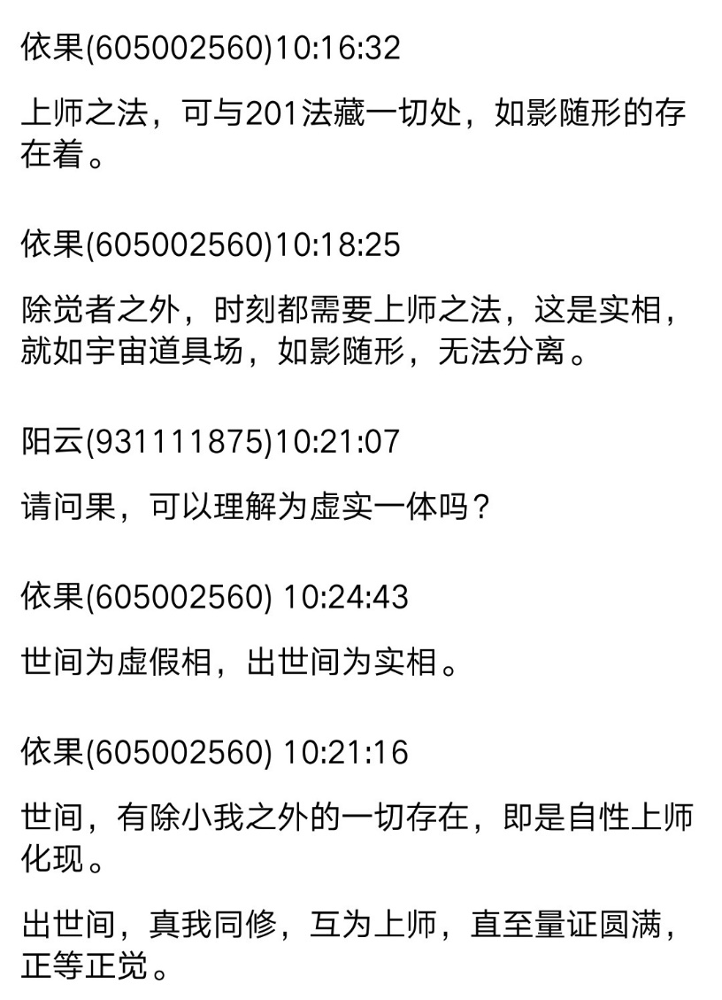 依果(605002560)10:16:32
上师之法，可与201法藏一切处，如影随形的存
在着。
依果(605002560)10:18:25
除觉者之外，时刻都需要上师之法，这是实相，
就如宇宙道具场，如影随形，无法分离。
阳云(931111875)10:21:07
请问果，可以理解为虚实一体吗？
依果(605002560) 10:24:43
世间为虚假相，出世间为实相。
依果(605002560) 10:21:16
世间，有除小我之外的一切存在，即是自性上师
化现。
出世间，真我同修，互为上师，直至量证圆满，
正等正觉。